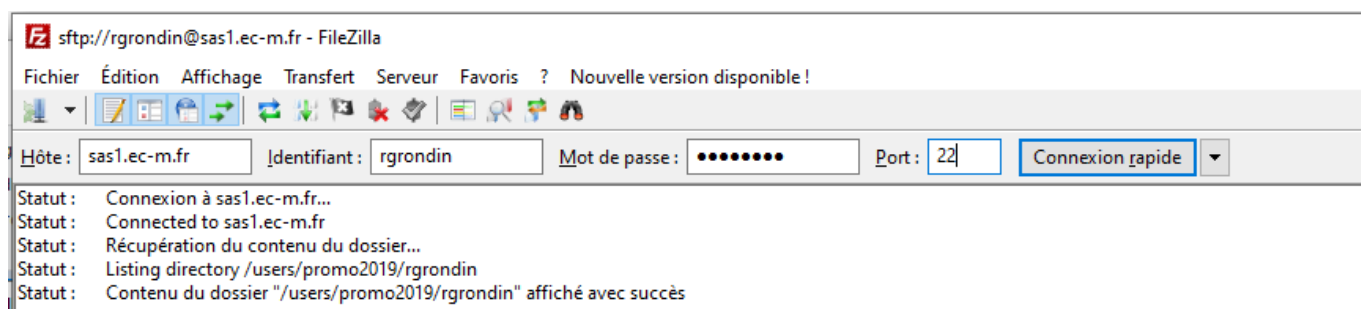 sftp://rgrondin@sas1.ec-m.fr - FileZilla
Fichier Édition Affichage Transfert Serveur Favoris ? Nouvelle version disponible !
Hôte : sas1.ec-m.fr Identifiant : rgrondin Mot de passe : •••••••• Port : 22 Connexion rapide
Statut : Connexion à sas1.ec-m.fr...
Statut : Connected to sas1.ec-m.fr
Statut : Récupération du contenu du dossier...
Statut : Listing directory /users/promo2019/rgrondin
Statut : Contenu du dossier "/users/promo2019/rgrondin" affiché avec succès